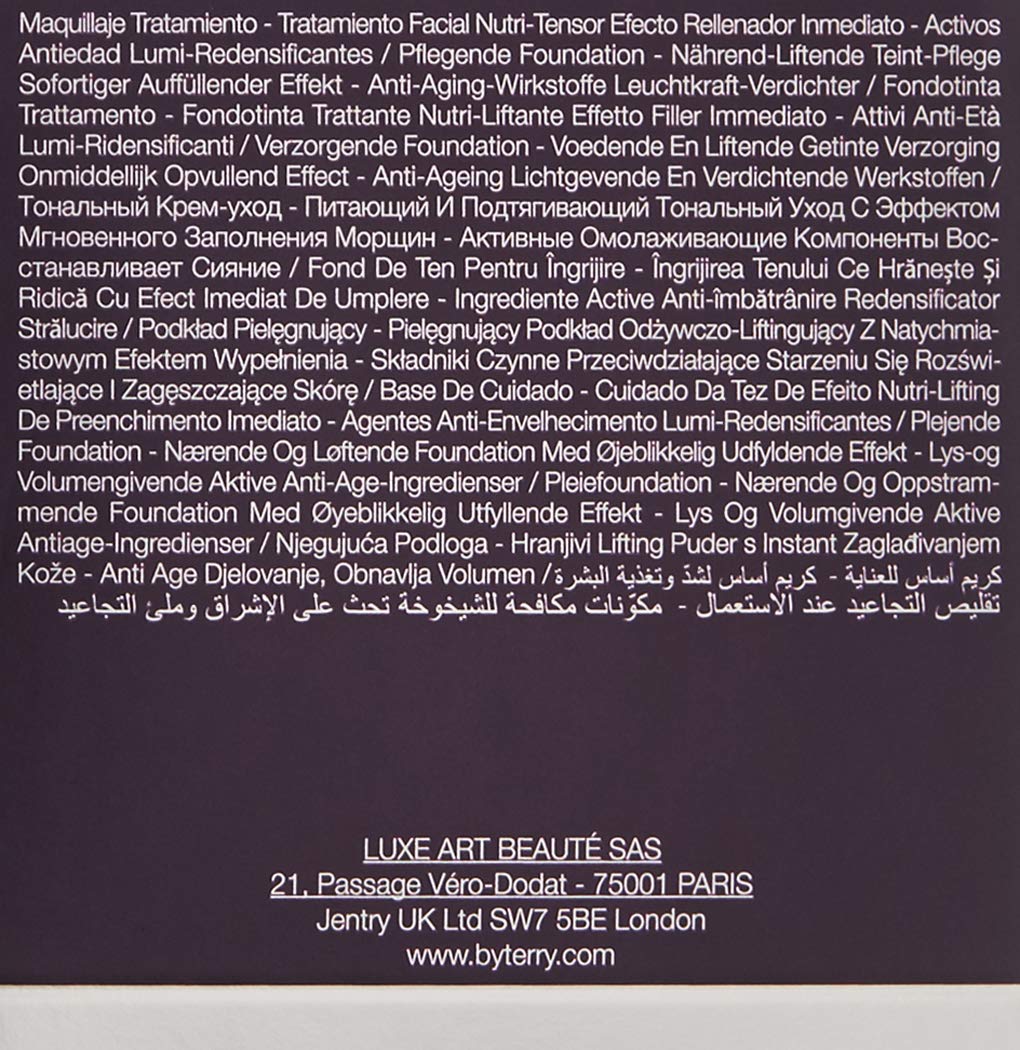 Maquillaje Tratamiento - Tratamiento Facial Nutri-Tensor Efecto Rellenador Inmediato - Activos
Antiedad Lumi-Redensificantes / Pflegende Foundation - Nährend-Liftende Teint-Pflege
Sofortiger Auffüllender Effekt - Anti-Aging-Wirkstoffe Leuchtkraft-Verdichter / Fondotinta
Trattamento - Fondotinta Trattante Nutri-Liftante Effetto Filler Immediato - Attivi Anti-Età
Lumi-Ridensificanti / Verzorgende Foundation - Voedende En Liftende Getinte Verzorging
Onmiddellijk Opvullend Effect - Anti-Ageing Lichtgevende En Verdichtende Werkstoffen /
Тональный Крем-уход - Питающий И Подтягивающий Тональный Уход С Эффектом
Мгновенного Заполнения Морщин - Активные Омолаживающие Компоненты Вос-
станавливает Сияние / Fond De Ten Pentru Îngrijire - Îngrijirea Tenului Ce Hrănește Și
Ridică Cu Efect Imediat De Umplere - Ingrediente Active Anti-îmbătrânire Redensificator
Strălucire / Podkład Pielęgnujący - Pielęgnujący Podkład Odżywczo-Liftingujący Z Natychmia-
stowym Efektem Wypełnienia - Składniki Czynne Przeciwdziałające Starzeniu Się Rozświ-
etlające I Zagęszczające Skórę / Base De Cuidado - Cuidado Da Tez De Efeito Nutri-Lifting
De Preenchimento Imediato - Agentes Anti-Envelhecimento Lumi-Redensificantes / Plejende
Foundation - Nærende Og Løftende Foundation Med Øjeblikkelig Udfyldende Effekt - Lys-og
Volumengivende Aktive Anti-Age-Ingredienser / Pleiefoundation - Nærende Og Oppstram-
mende Foundation Med Øyeblikkelig Utfyllende Effekt - Lys Og Volumgivende Aktive
Antiage-Ingredienser / Njegujuća Podloga - Hranjivi Lifting Puder s Instant Zaglađivanjem
Kože - Anti Age Djelovanje, Obnavlja Volumen / كريم أساس للعناية - كريم أساس لشدّ وتغذية البشرة
تقليص التجاعيد عند الاستعمال - مكوّنات مكافحة للشيخوخة تحث على الإشراق وملئ التجاعيد
LUXE ART BEAUTÉ SAS
21, Passage Véro-Dodat - 75001 PARIS
Jentry UK Ltd SW7 5BE London
www.byterry.com